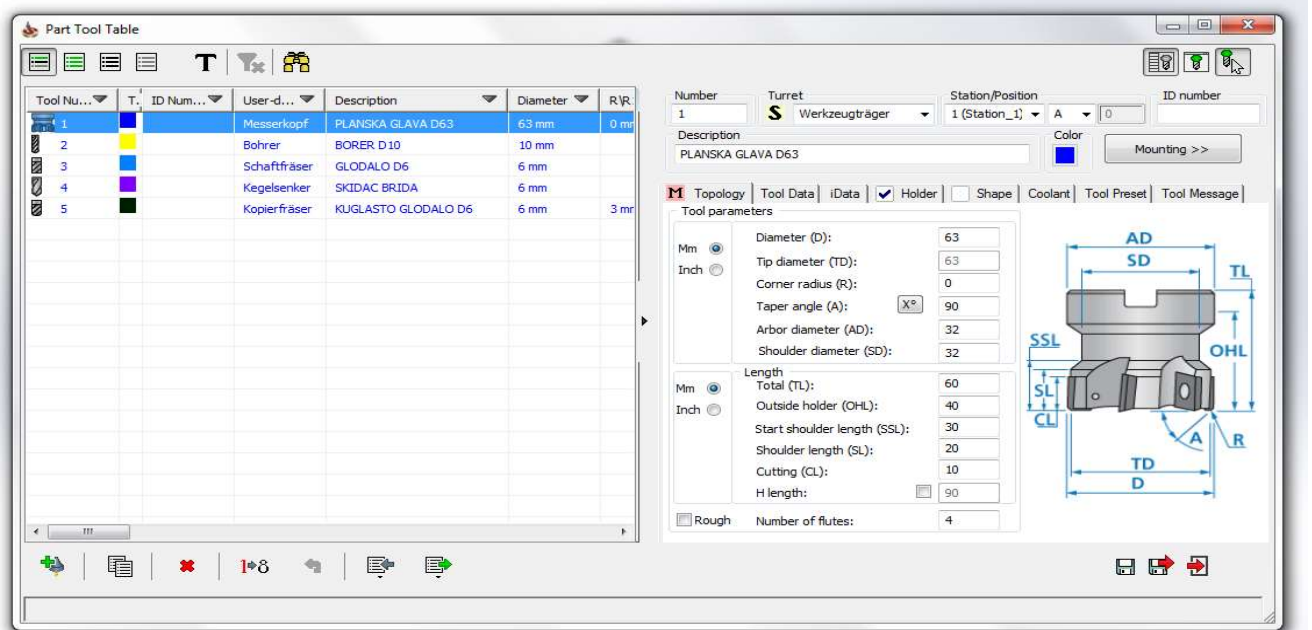 Part Tool Table
T
Tool Nu... T. ID Num... User-d... Description Diameter R\R
1 Messerkopf PLANSKA GLAVA D63 63 mm 0 mr
2 Bohrer BORER D10 10 mm
3 Schaftfräser GLODALO D6 6 mm
4 Kegelsenker SKIDAC BRIDA 6 mm
5 Kopierfräser KUGLASTO GLODALO D6 6 mm 3 mr
1→8
Number Turret Station/Position ID number
1 S Werkzeugträger 1 (Station_1) A 0
Description Color
PLANSKA GLAVA D63 Mounting >>
M Topology Tool Data iData Holder Shape Coolant Tool Preset Tool Message
Tool parameters
Mm
Inch
Diameter (D): 63
Tip diameter (TD): 63
Corner radius (R): 0
Taper angle (A): X° 90
Arbor diameter (AD): 32
Shoulder diameter (SD): 32
Length
Mm
Inch
Total (TL): 60
Outside holder (OHL): 40
Start shoulder length (SSL): 30
Shoulder length (SL): 20
Cutting (CL): 10
H length: 90
Rough Number of flutes: 4
AD
SD
TL
SSL
OHL
SL
CL
A
R
TD
D